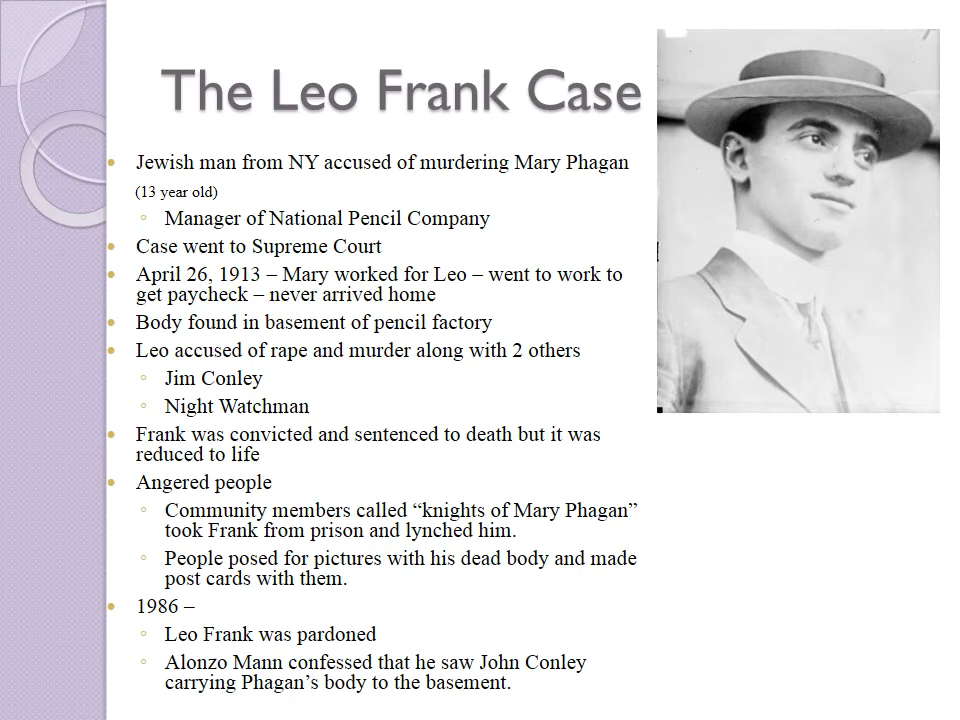 The Leo Frank Case
• Jewish man from NY accused of murdering Mary Phagan
(13 year old)
◦ Manager of National Pencil Company
• Case went to Supreme Court
• April 26, 1913 – Mary worked for Leo – went to work to
get paycheck – never arrived home
• Body found in basement of pencil factory
• Leo accused of rape and murder along with 2 others
◦ Jim Conley
◦ Night Watchman
• Frank was convicted and sentenced to death but it was
reduced to life
• Angered people
◦ Community members called “knights of Mary Phagan”
took Frank from prison and lynched him.
◦ People posed for pictures with his dead body and made
post cards with them.
• 1986 –
◦ Leo Frank was pardoned
◦ Alonzo Mann confessed that he saw John Conley
carrying Phagan’s body to the basement.